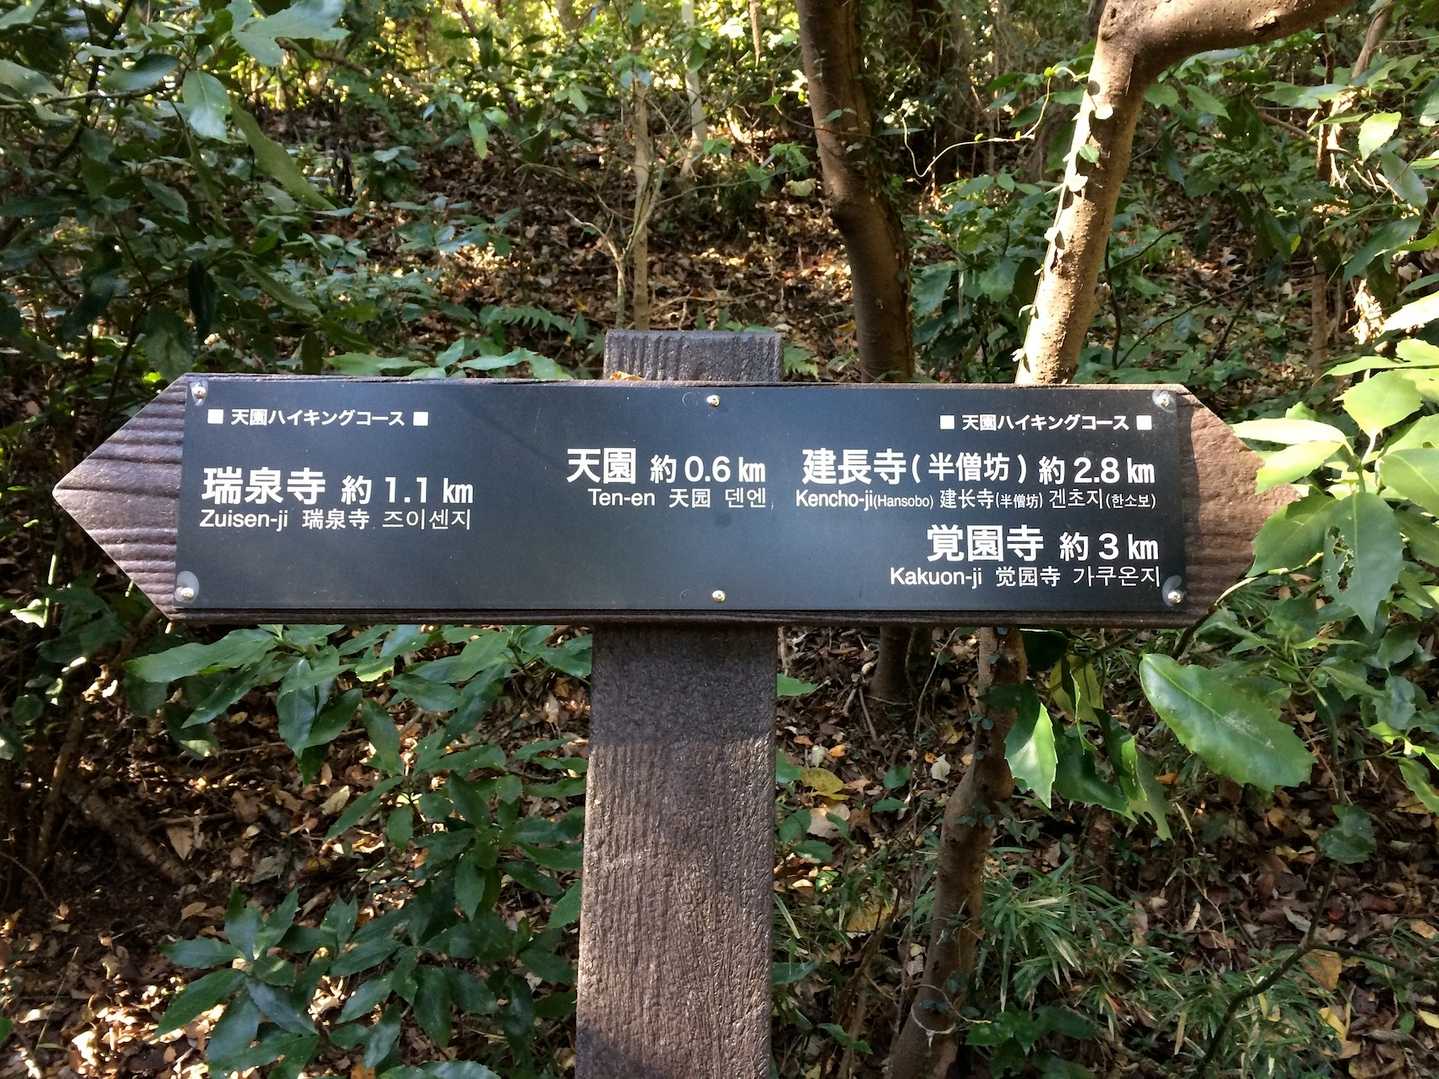 ■ 天園ハイキングコース ■
瑞泉寺 約 1.1 km
Zuisen-ji 瑞泉寺 즈이센지
■ 天園ハイキングコース ■
天園 約 0.6 km
Ten-en 天园 덴엔
建長寺(半僧坊) 約 2.8 km
Kencho-ji(Hansobo) 建长寺(半僧坊) 겐초지(한소보)
覚園寺 約 3 km
Kakuon-ji 觉园寺 가쿠온지